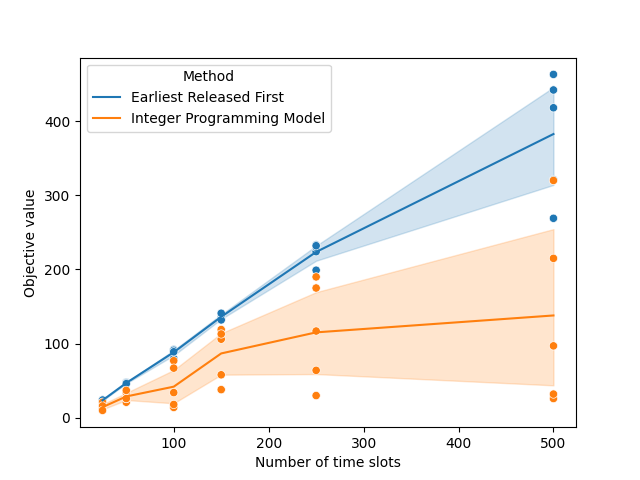 Method
Earliest Released First
Integer Programming Model
Objective value
400
300
200
100
0
100
200
300
400
500
Number of time slots